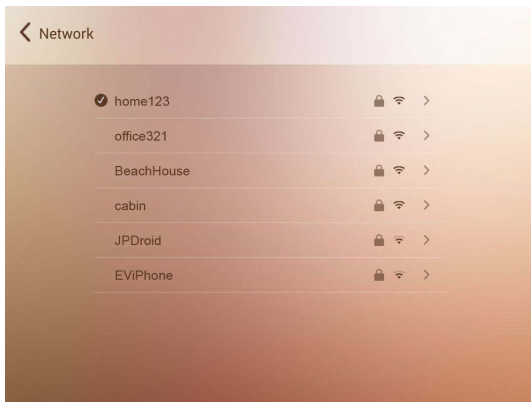 Network
home123
office321
BeachHouse
cabin
JPDroid
EViPhone